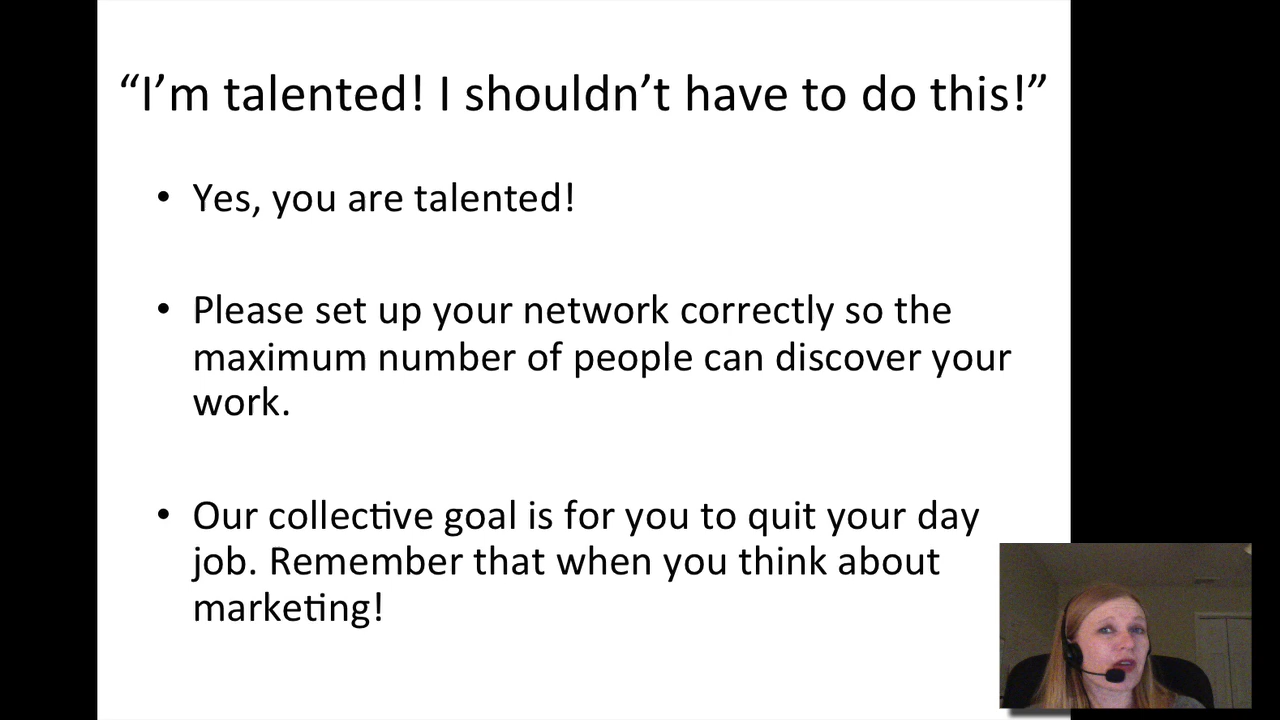 “I’m talented! I shouldn’t have to do this!”
• Yes, you are talented!
• Please set up your network correctly so the
maximum number of people can discover your
work.
• Our collective goal is for you to quit your day
job. Remember that when you think about
marketing!